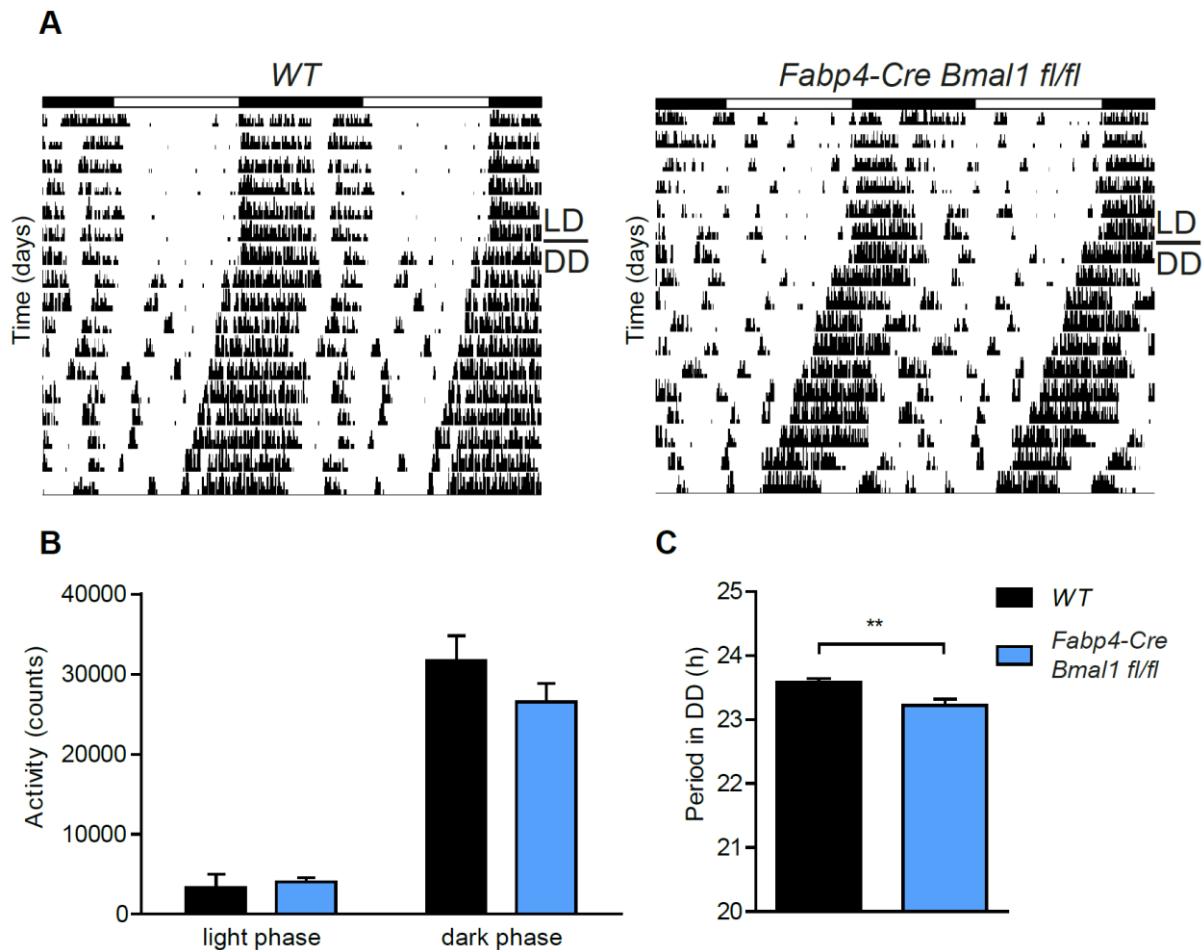 A
WT
Fabp4-Cre Bmal1 fl/fl
Time (days)
LD
DD
Time (days)
LD
DD
B
Activity (counts)
40000
30000
20000
10000
0
light phase
dark phase
C
Period in DD (h)
25
24
23
22
21
20
**
WT
Fabp4-Cre
Bmal1 fl/fl